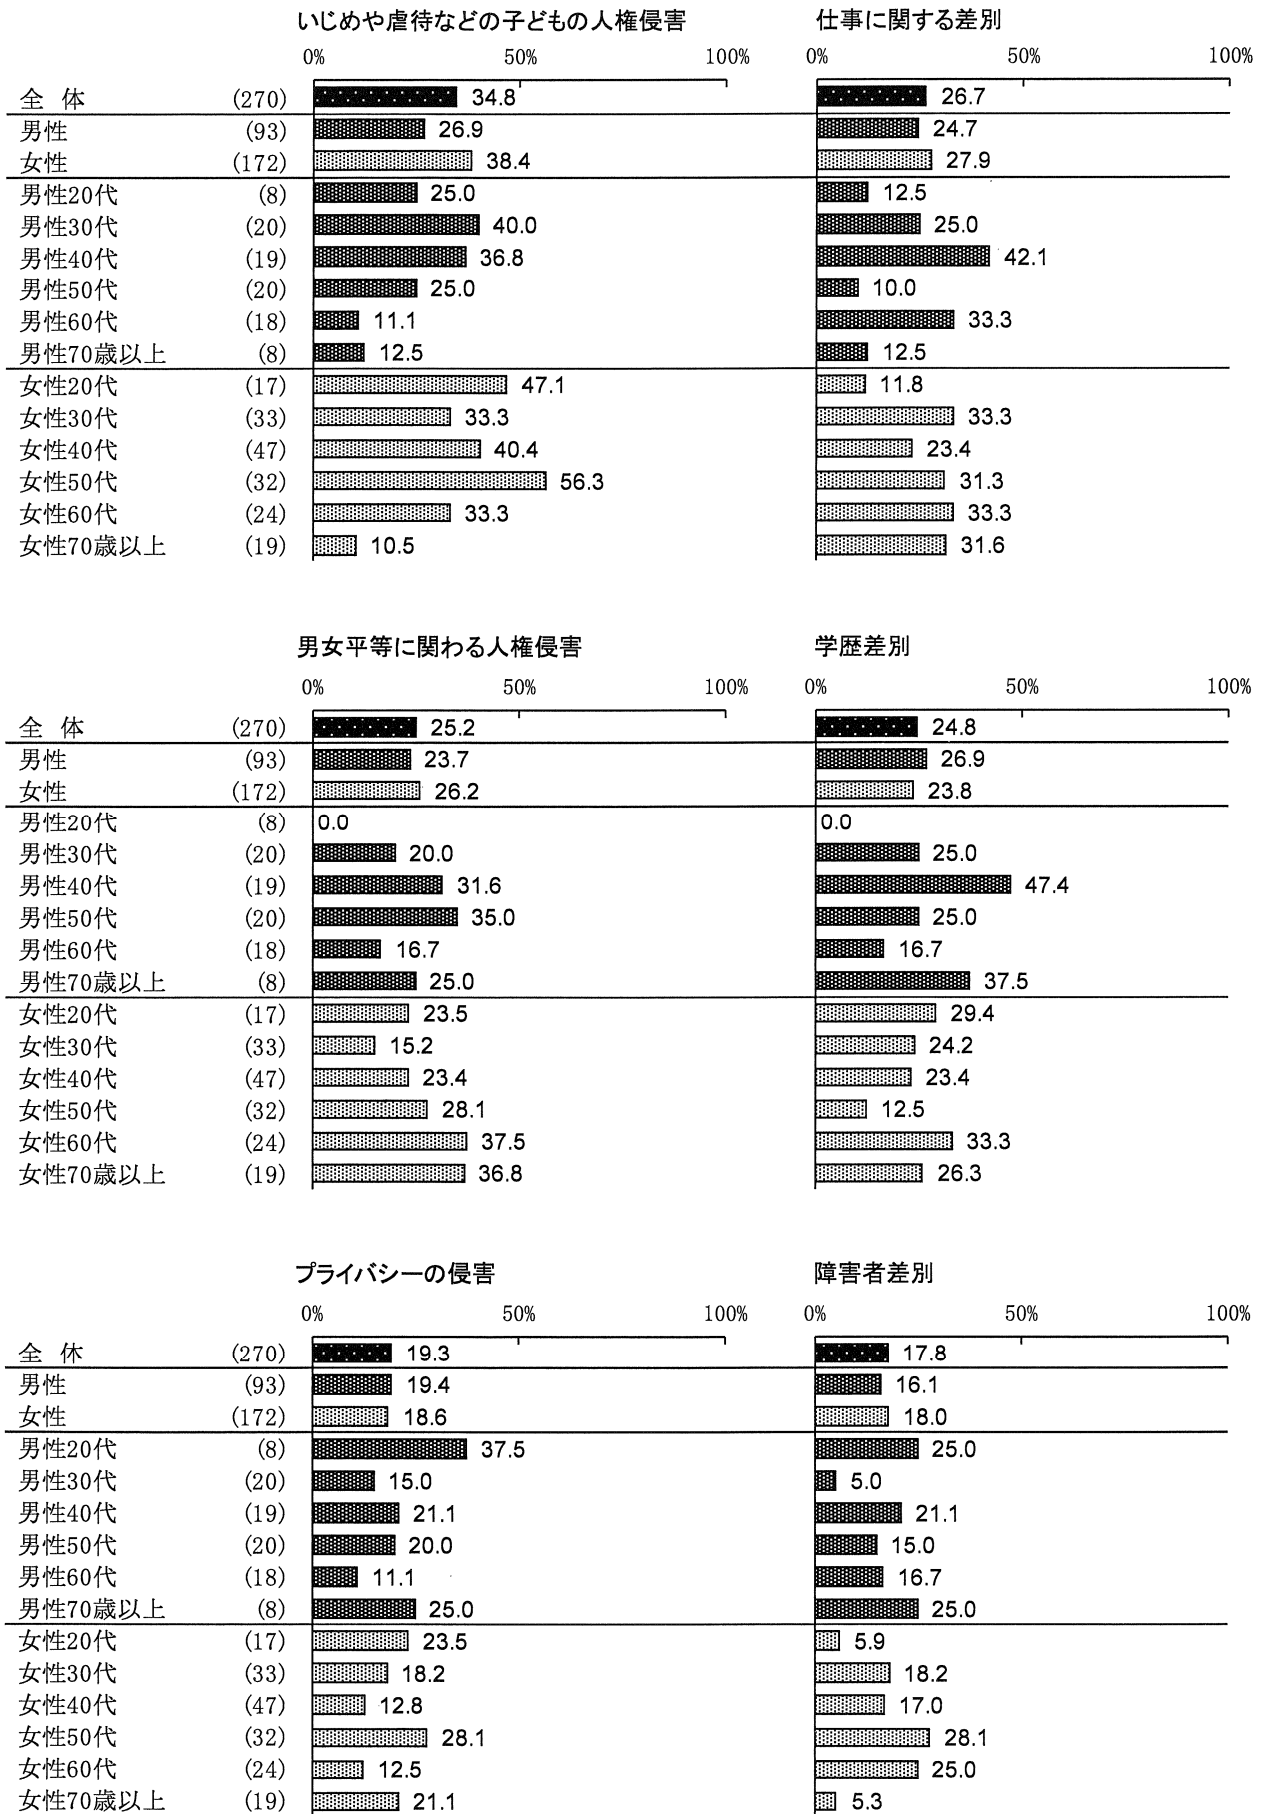 いじめや虐待などの子どもの人権侵害 仕事に関する差別
0% 50% 100% 0% 50% 100%
全 体 (270) 34.8 26.7
男性 (93) 26.9 24.7
女性 (172) 38.4 27.9
男性20代 (8) 25.0 12.5
男性30代 (20) 40.0 25.0
男性40代 (19) 36.8 42.1
男性50代 (20) 25.0 10.0
男性60代 (18) 11.1 33.3
男性70歳以上 (8) 12.5 12.5
女性20代 (17) 47.1 11.8
女性30代 (33) 33.3 33.3
女性40代 (47) 40.4 23.4
女性50代 (32) 56.3 31.3
女性60代 (24) 33.3 33.3
女性70歳以上 (19) 10.5 31.6
男女平等に関わる人権侵害 学歴差別
0% 50% 100% 0% 50% 100%
全 体 (270) 25.2 24.8
男性 (93) 23.7 26.9
女性 (172) 26.2 23.8
男性20代 (8) 0.0 0.0
男性30代 (20) 20.0 25.0
男性40代 (19) 31.6 47.4
男性50代 (20) 35.0 25.0
男性60代 (18) 16.7 16.7
男性70歳以上 (8) 25.0 37.5
女性20代 (17) 23.5 29.4
女性30代 (33) 15.2 24.2
女性40代 (47) 23.4 23.4
女性50代 (32) 28.1 12.5
女性60代 (24) 37.5 33.3
女性70歳以上 (19) 36.8 26.3
プライバシーの侵害 障害者差別
0% 50% 100% 0% 50% 100%
全 体 (270) 19.3 17.8
男性 (93) 19.4 16.1
女性 (172) 18.6 18.0
男性20代 (8) 37.5 25.0
男性30代 (20) 15.0 5.0
男性40代 (19) 21.1 21.1
男性50代 (20) 20.0 15.0
男性60代 (18) 11.1 16.7
男性70歳以上 (8) 25.0 25.0
女性20代 (17) 23.5 5.9
女性30代 (33) 18.2 18.2
女性40代 (47) 12.8 17.0
女性50代 (32) 28.1 28.1
女性60代 (24) 12.5 25.0
女性70歳以上 (19) 21.1 5.3